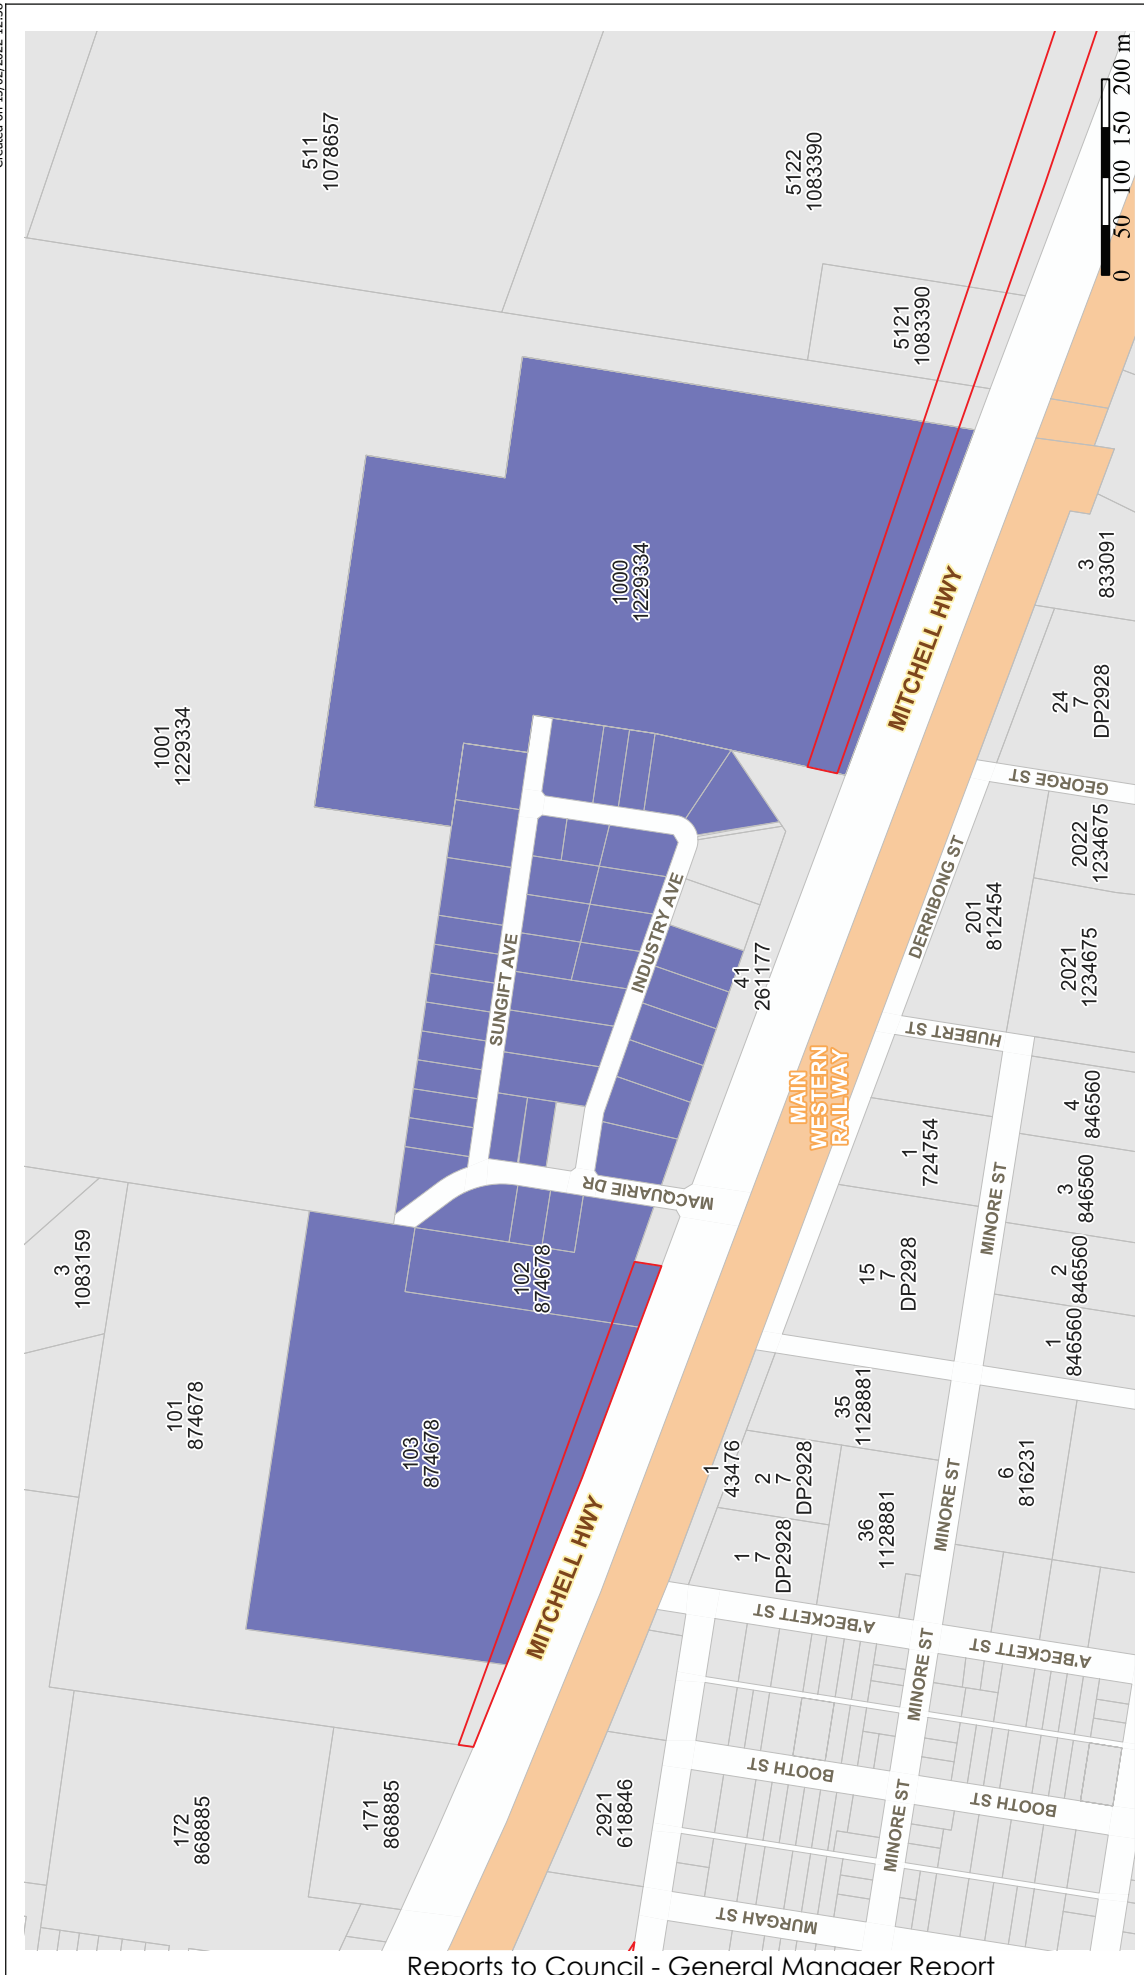 511
1078657
5122
1083390
5121
1083390
1001
1229334
1000
1229334
0 50 100 150 200 m
MITCHELL HWY
3
833091
24
7
DP2928
GEORGE ST
2022
1234675
DERRIBONG ST
201
812454
2021
1234675
HUBERT ST
SUNGIFT AVE
INDUSTRY AVE
41
261177
MAIN
WESTERN
RAILWAY
MACQUARIE DR
1
724754
4
846560
3
846560
2
846560
1
846560
MINORE ST
15
7
DP2928
3
1083159
102
874678
101
874678
103
874678
MITCHELL HWY
35
1128881
1
43476
2
7
DP2928
1
7
DP2928
36
1128881
6
816231
MINORE ST
A'BECKETT ST
A'BECKETT ST
MINORE ST
BOOTH ST
BOOTH ST
MINORE ST
MURGAH ST
172
868885
171
868885
2921
618846
Reports to Council - General Manager Report